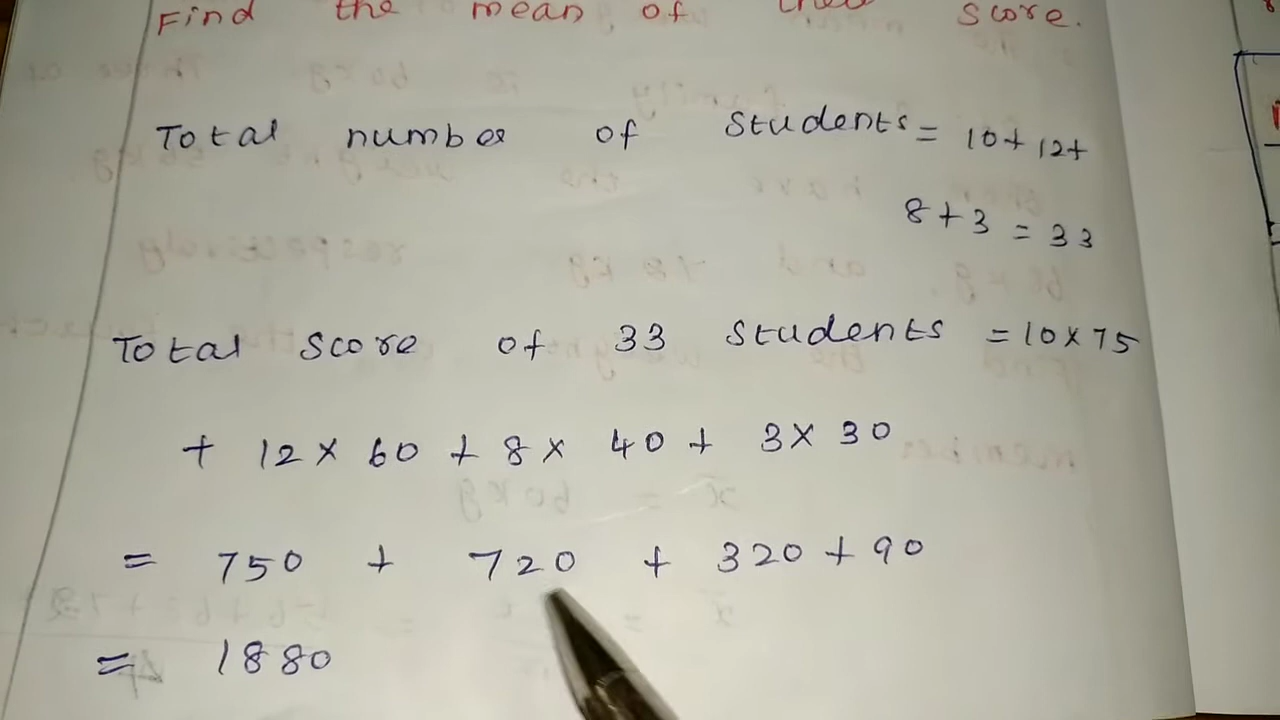 Find the mean of their score.
Total number of students = 10 + 12 +
8 + 3 = 33
Total score of 33 students = 10 x 75
+ 12 x 60 + 8 x 40 + 3 x 30
= 750 + 720 + 320 + 90
= 1880